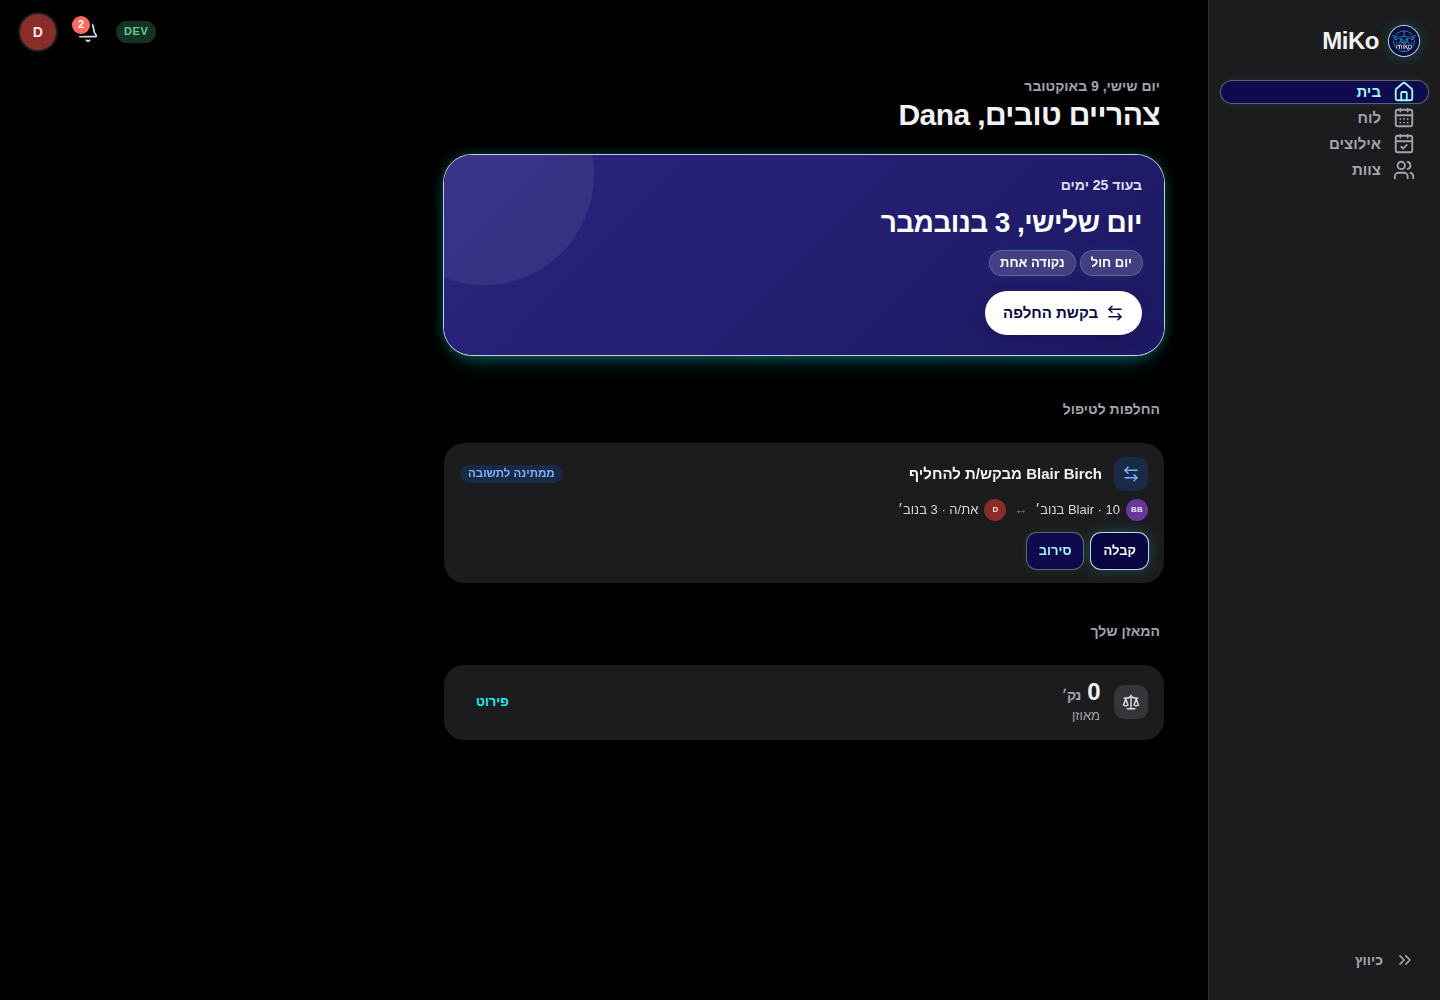 MiKo
בית
לוח
אילוצים
צוות
כיווץ
D
2
DEV
יום שישי, 9 באוקטובר
צהריים טובים, Dana
בעוד 25 ימים
יום שלישי, 3 בנובמבר
יום חול
נקודה אחת
בקשת החלפה
החלפות לטיפול
Blair Birch מבקש/ת להחליף
ממתינה לתשובה
BB Blair · 10 בנוב׳ ↔ D את/ה · 3 בנוב׳
קבלה
סירוב
המאזן שלך
0 נק׳
מאוזן
פירוט